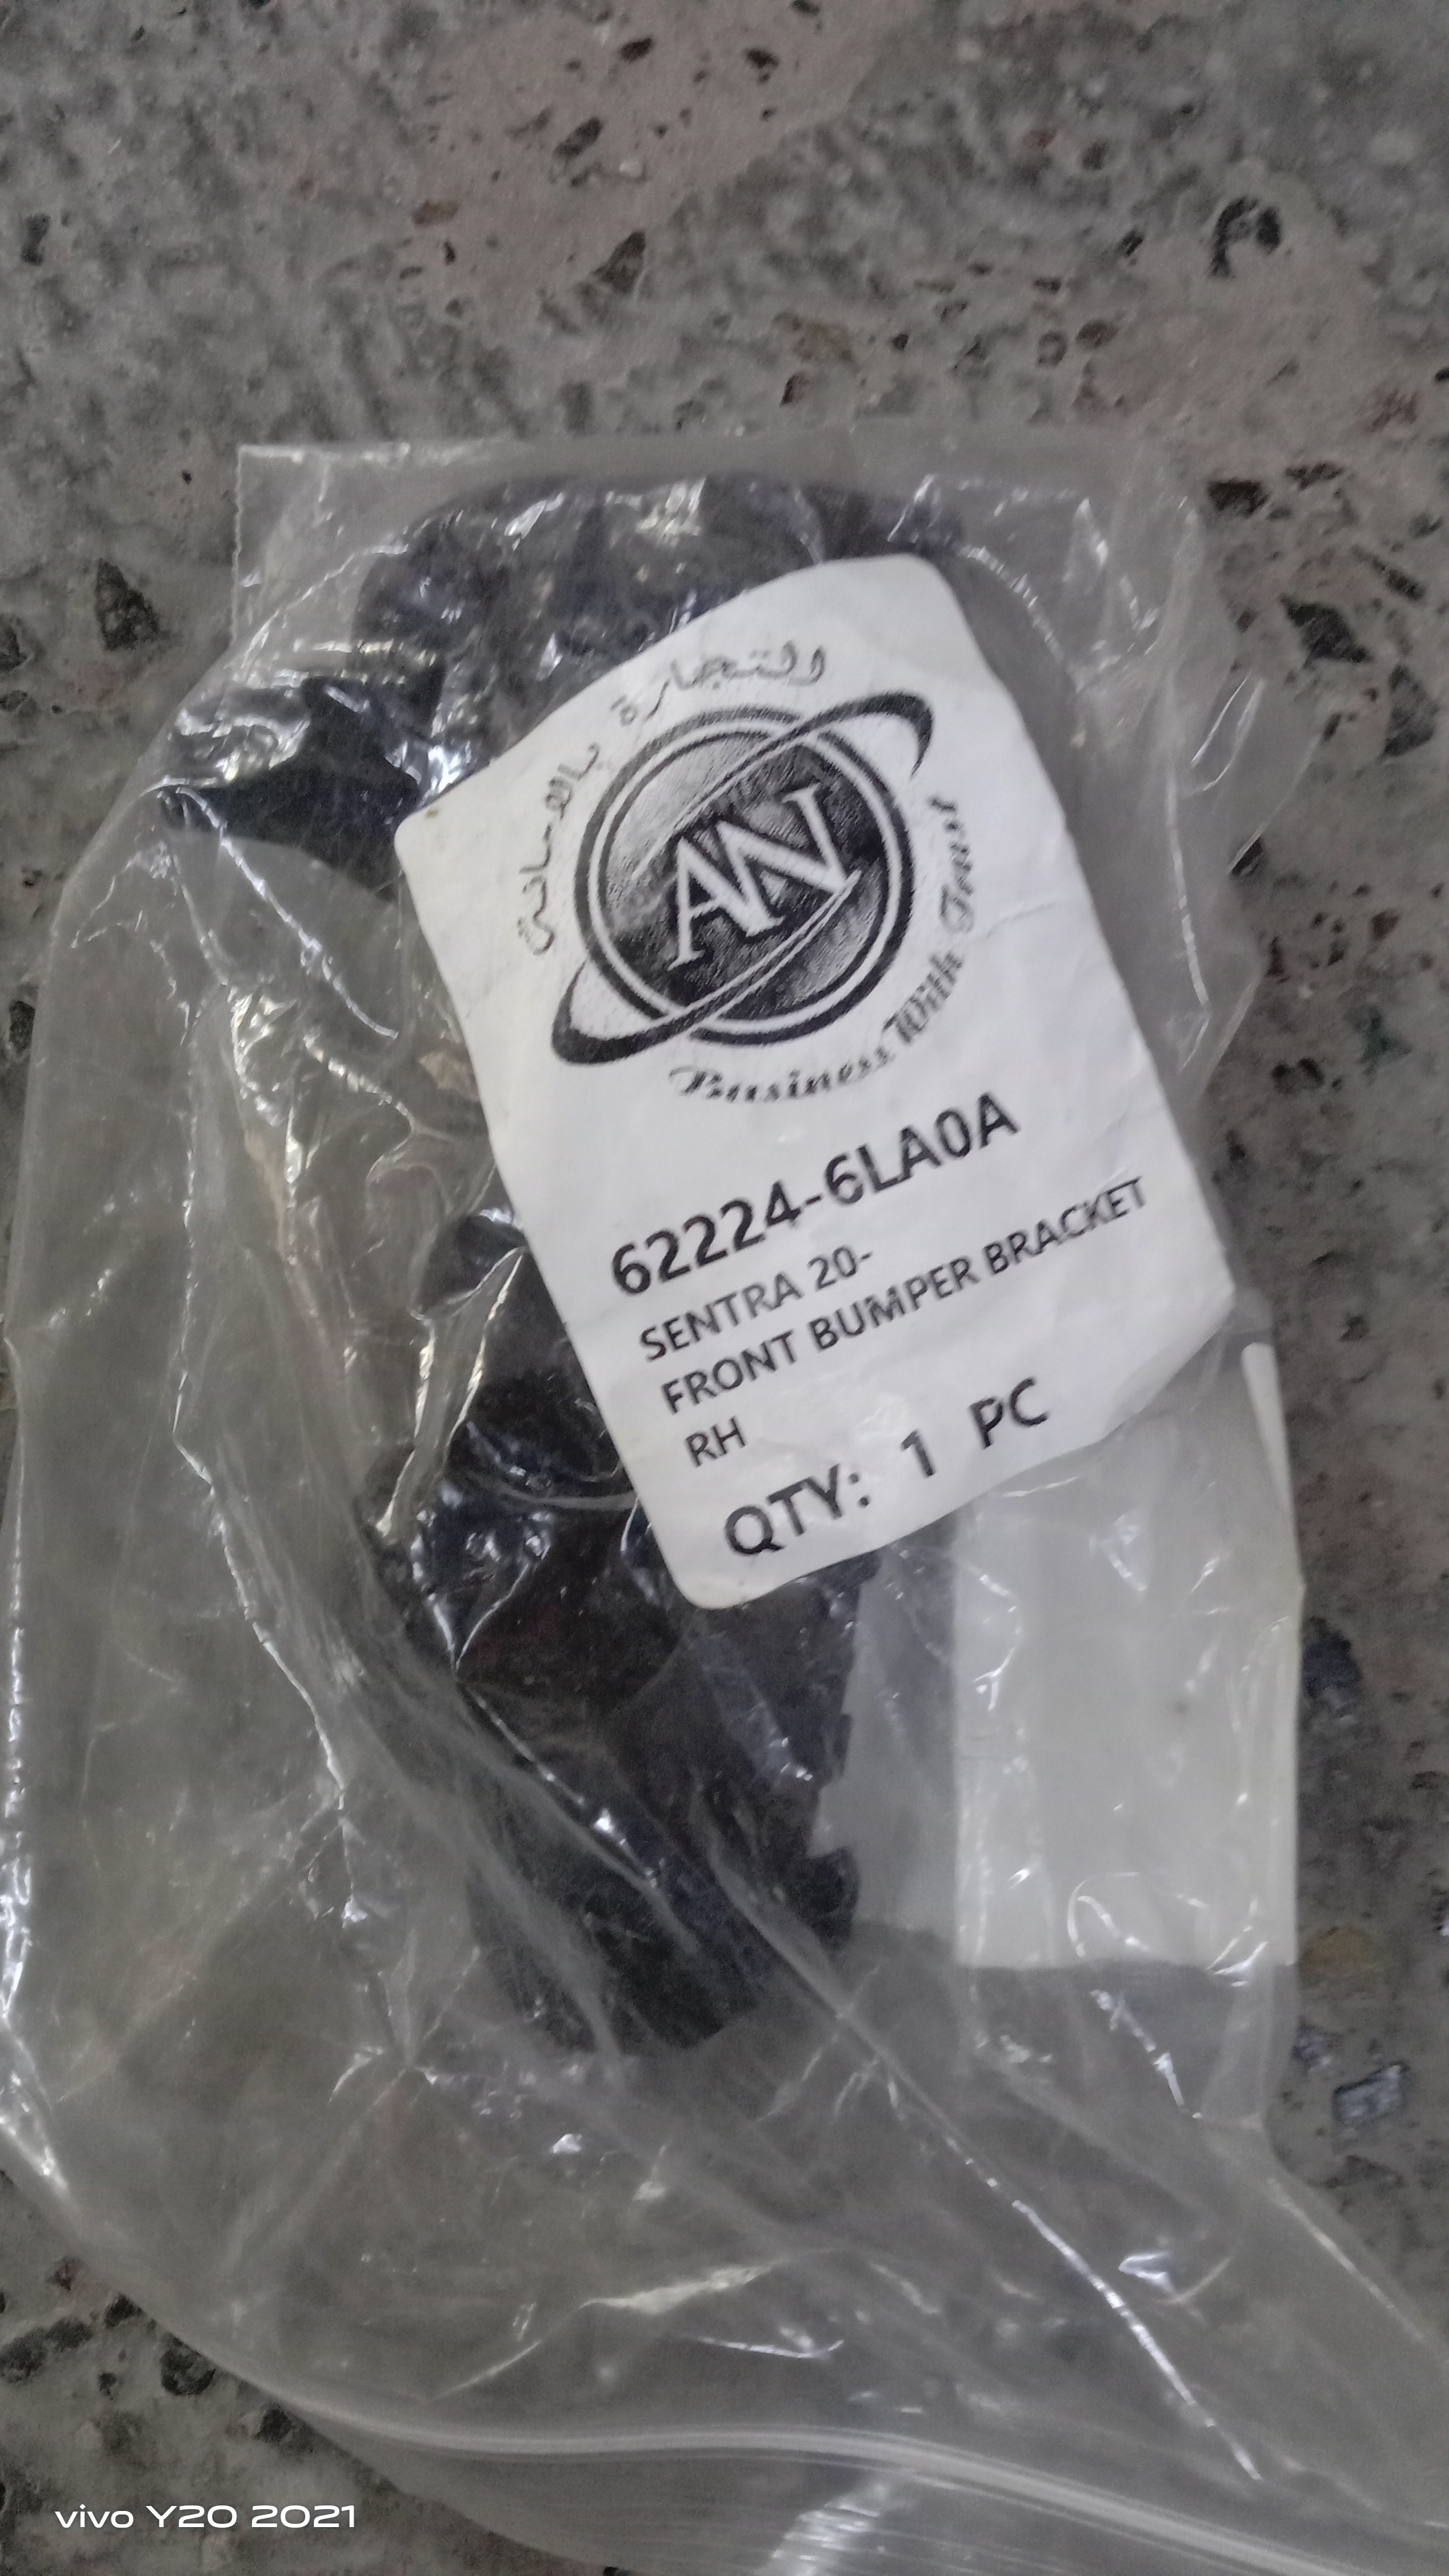 التجارة بالامانة
AN
Business With Trust
62224-6LA0A
SENTRA 20-
FRONT BUMPER BRACKET
RH
QTY: 1 PC
vivo Y20 2021